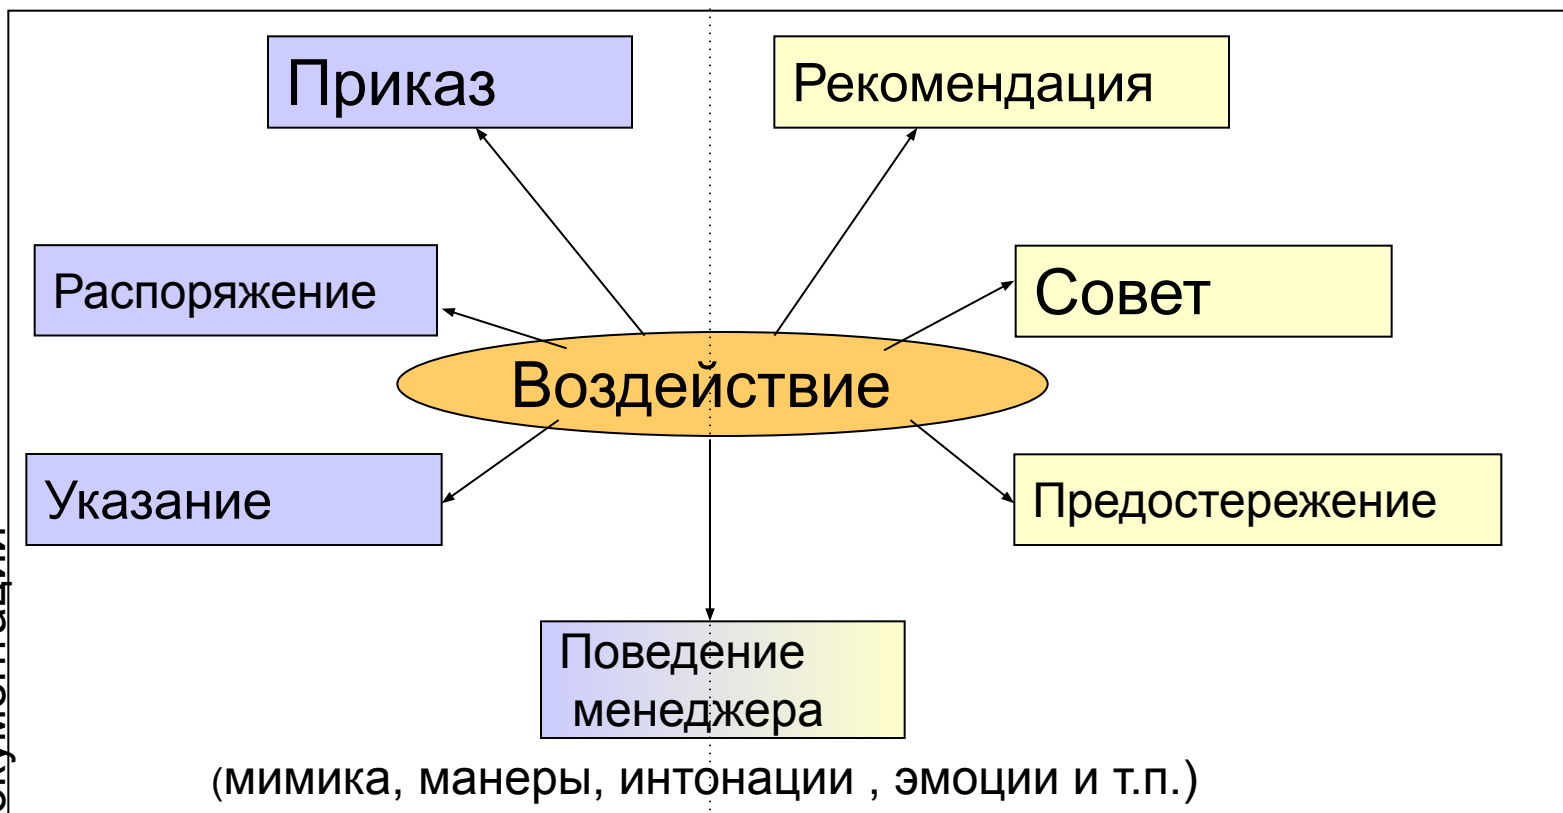 Приказ
Рекомендация
Распоряжение
Совет
Воздействие
Указание
Предостережение
Поведение
менеджера
(мимика, манеры, интонации , эмоции и т.п.)